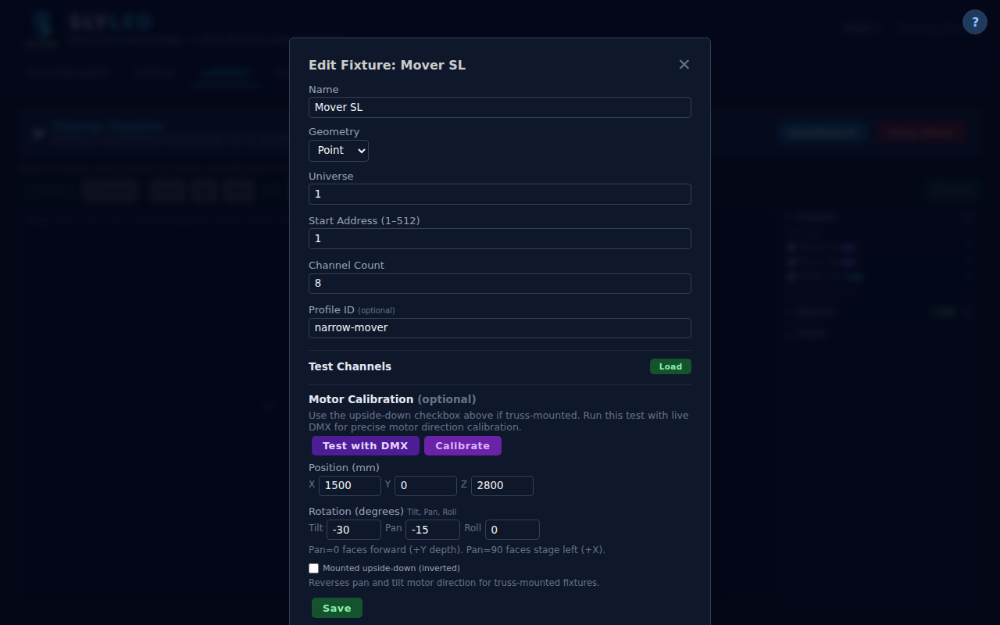 SLYLED
?
Edit Fixture: Mover SL
✕
Name
Mover SL
Geometry
Point
Universe
1
Start Address (1–512)
1
Channel Count
8
Profile ID (optional)
narrow-mover
Test Channels
Load
Motor Calibration (optional)
Use the upside-down checkbox above if truss-mounted. Run this test with live
DMX for precise motor direction calibration.
Test with DMX Calibrate
Position (mm)
X 1500 Y 0 Z 2800
Rotation (degrees) Tilt, Pan, Roll
Tilt -30 Pan -15 Roll 0
Pan=0 faces forward (+Y depth). Pan=90 faces stage left (+X).
Mounted upside-down (inverted)
Reverses pan and tilt motor direction for truss-mounted fixtures.
Save